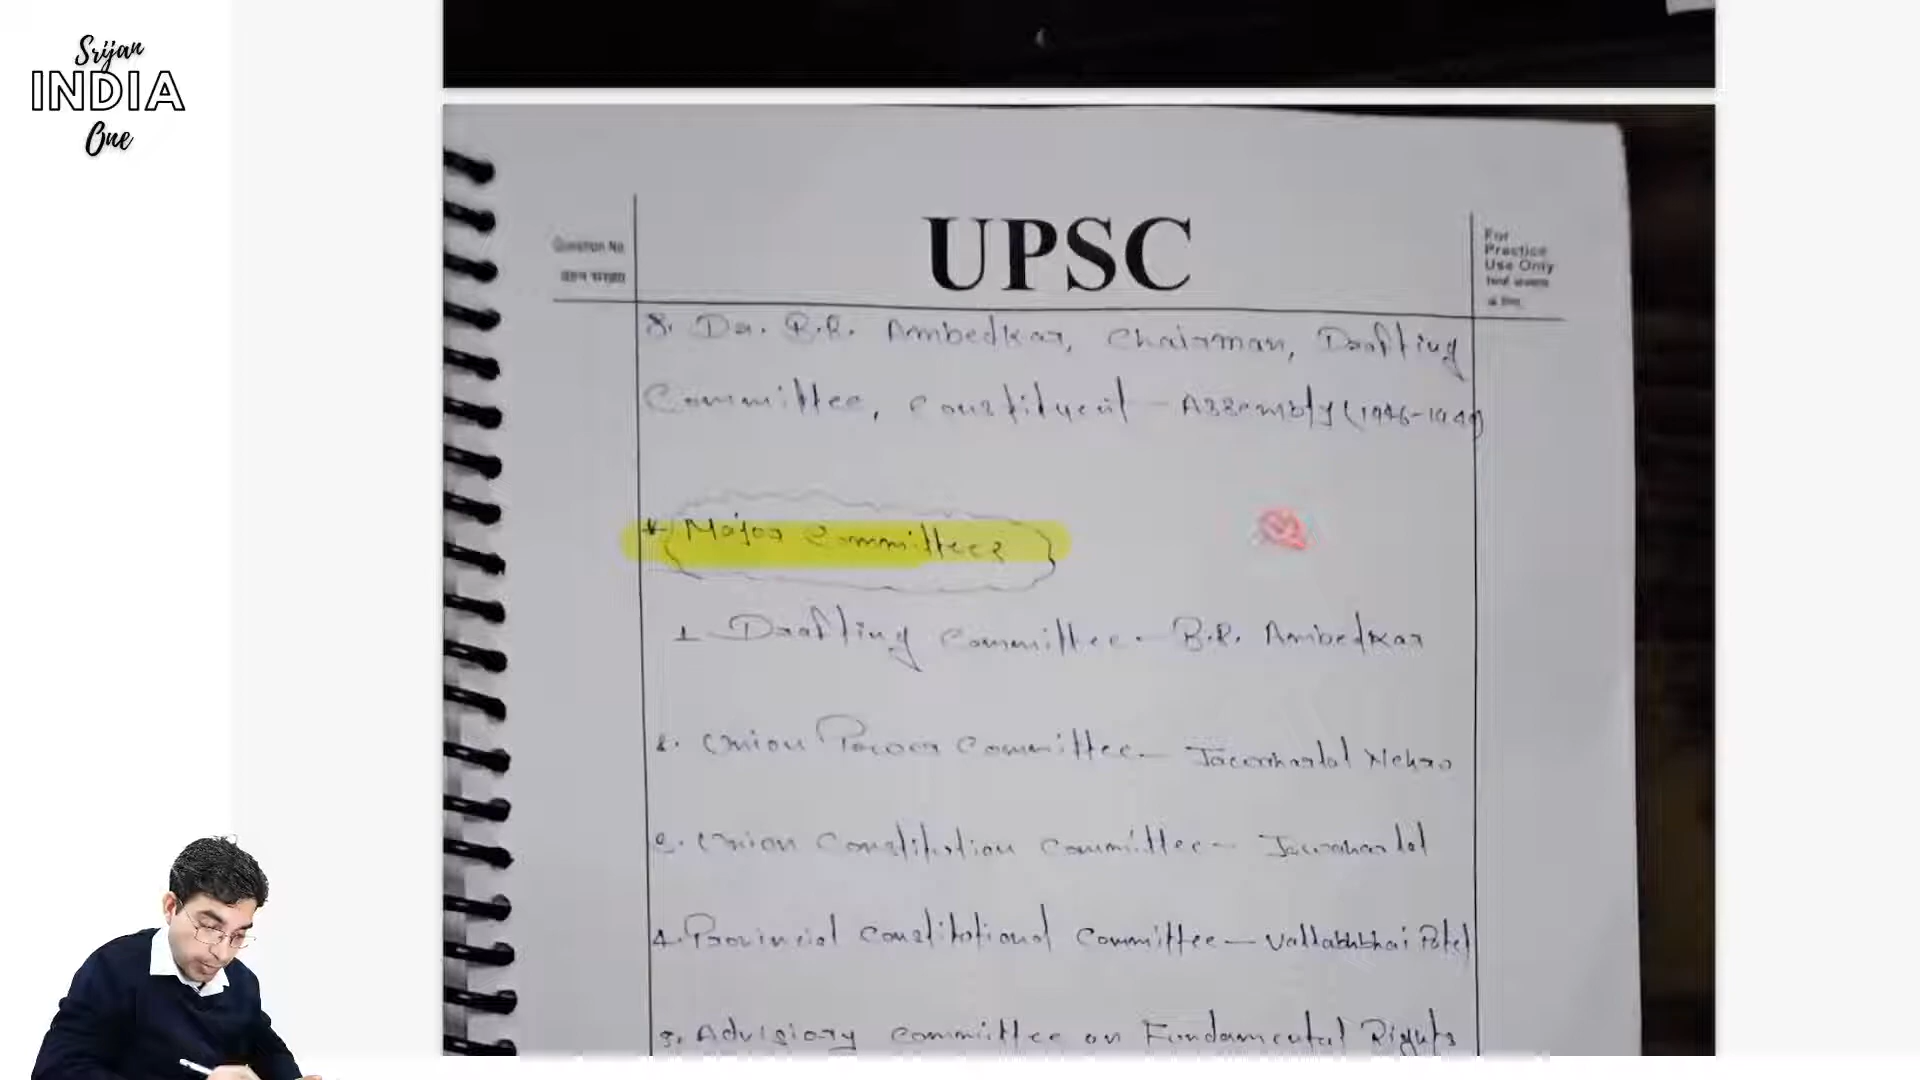 Srijan
INDIA
One
UPSC
Question No.
प्रश्न संख्या
For
Practice
Use Only
8. Dr. B.R. Ambedkar, Chairman, Drafting
Committee, Constituent - Assembly (1946-1949)
* Major Committees
1. Drafting Committee - B.R. Ambedkar
2. Union Power Committee - Jawaharlal Nehru
3. Union Constitution Committee - Jawaharlal
4. Provincial Constitutional Committee - Vallabhbhai Patel
5. Advisiory Committee on Fundamental Rights